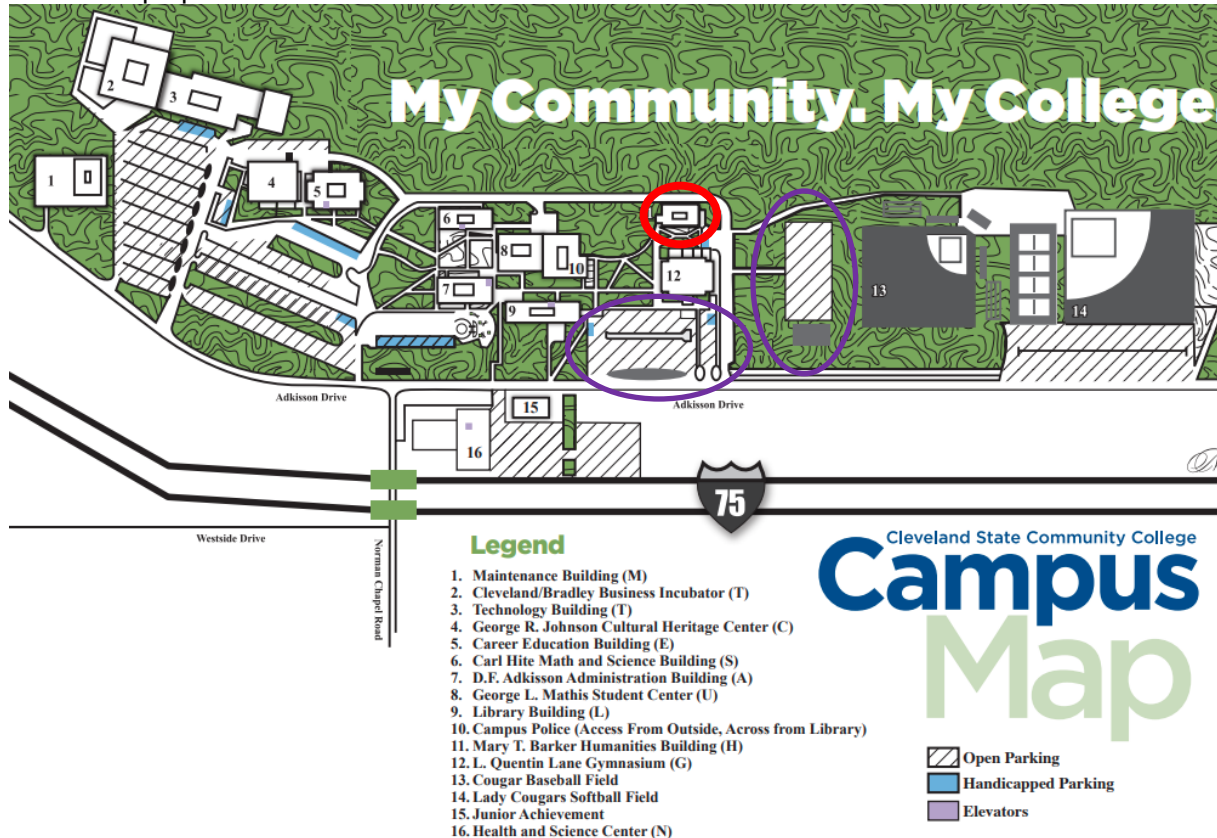 My Community. My College
2
3
1
4
5
6
8
10
7
9
12
13
14
Adkisson Drive
Adkisson Drive
15
16
75
Westside Drive
Norman Chapel Road
Legend
1. Maintenance Building (M)
2. Cleveland/Bradley Business Incubator (T)
3. Technology Building (T)
4. George R. Johnson Cultural Heritage Center (C)
5. Career Education Building (E)
6. Carl Hite Math and Science Building (S)
7. D.F. Adkisson Administration Building (A)
8. George L. Mathis Student Center (U)
9. Library Building (L)
10. Campus Police (Access From Outside, Across from Library)
11. Mary T. Barker Humanities Building (H)
12. L. Quentin Lane Gymnasium (G)
13. Cougar Baseball Field
14. Lady Cougars Softball Field
15. Junior Achievement
16. Health and Science Center (N)
Cleveland State Community College
Campus
Map
Open Parking
Handicapped Parking
Elevators